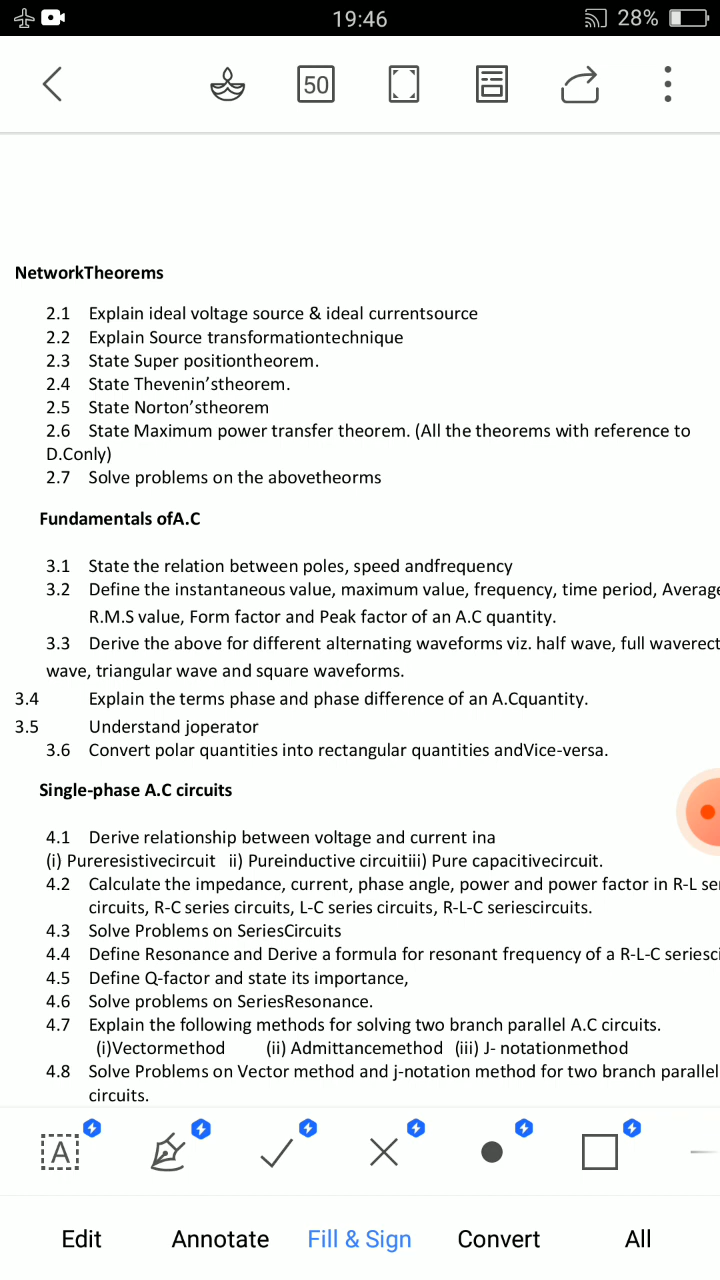 19:46
28%
50
NetworkTheorems
2.1 Explain ideal voltage source & ideal currentsource
2.2 Explain Source transformationtechnique
2.3 State Super positiontheorem.
2.4 State Thevenin'stheorem.
2.5 State Norton'stheorem
2.6 State Maximum power transfer theorem. (All the theorems with reference to
D.Conly)
2.7 Solve problems on the abovetheorms
Fundamentals ofA.C
3.1 State the relation between poles, speed andfrequency
3.2 Define the instantaneous value, maximum value, frequency, time period, Average
R.M.S value, Form factor and Peak factor of an A.C quantity.
3.3 Derive the above for different alternating waveforms viz. half wave, full waverect
wave, triangular wave and square waveforms.
3.4 Explain the terms phase and phase difference of an A.Cquantity.
3.5 Understand joperator
3.6 Convert polar quantities into rectangular quantities andVice-versa.
Single-phase A.C circuits
4.1 Derive relationship between voltage and current ina
(i) Pureresistivecircuit ii) Pureinductive circuitiii) Pure capacitivecircuit.
4.2 Calculate the impedance, current, phase angle, power and power factor in R-L se
circuits, R-C series circuits, L-C series circuits, R-L-C seriescircuits.
4.3 Solve Problems on SeriesCircuits
4.4 Define Resonance and Derive a formula for resonant frequency of a R-L-C seriesci
4.5 Define Q-factor and state its importance,
4.6 Solve problems on SeriesResonance.
4.7 Explain the following methods for solving two branch parallel A.C circuits.
(i)Vectormethod (ii) Admittancemethod (iii) J- notationmethod
4.8 Solve Problems on Vector method and j-notation method for two branch parallel
circuits.
A
Edit Annotate Fill & Sign Convert All